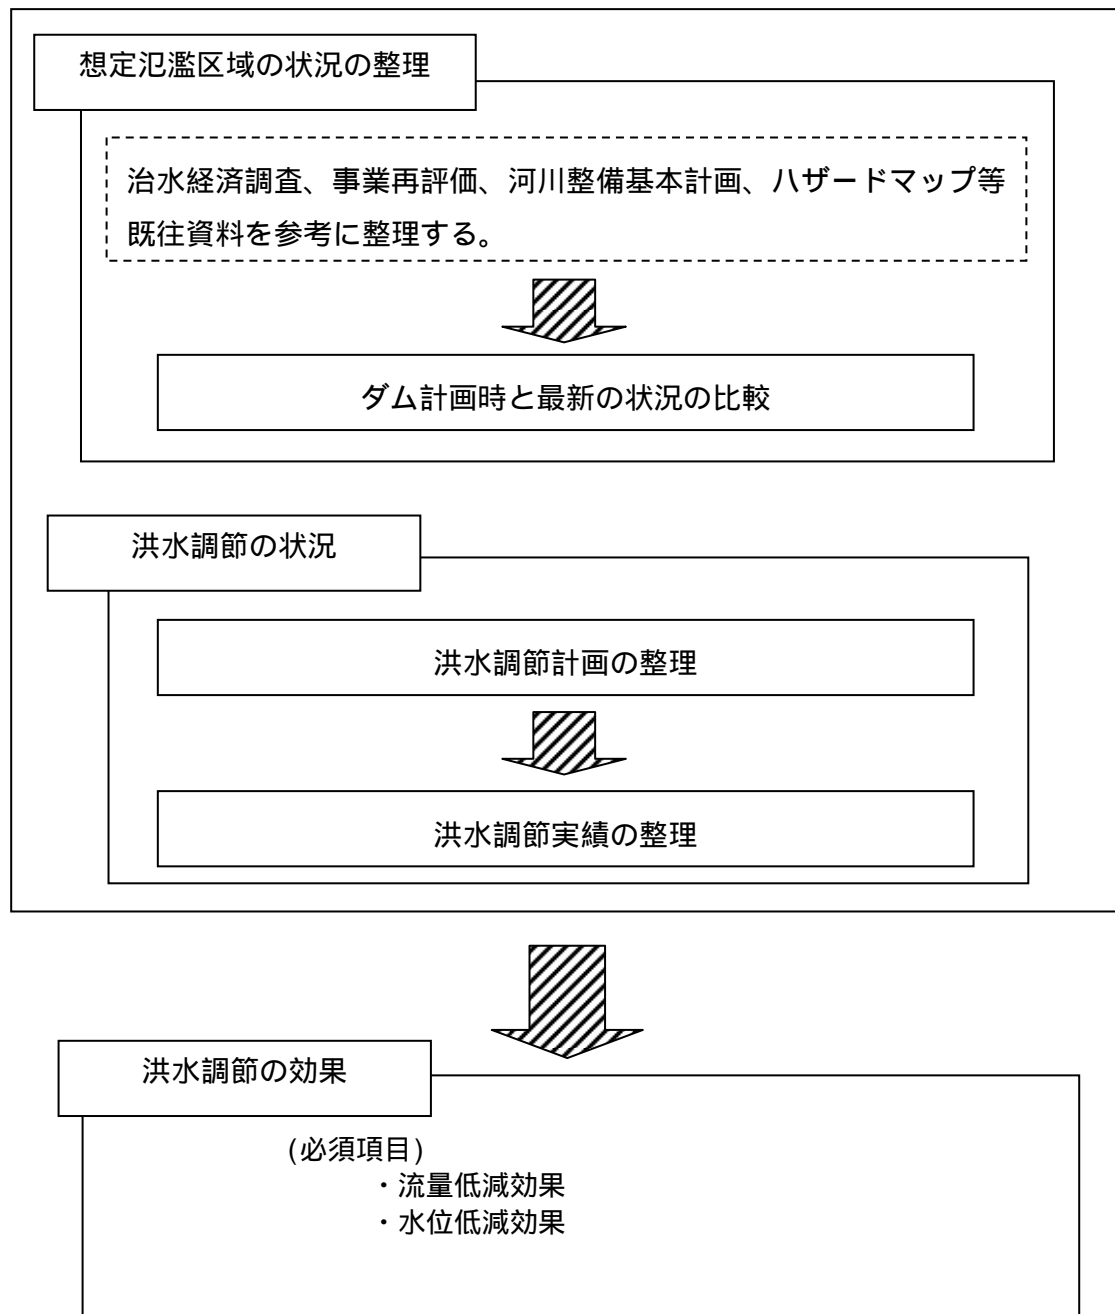 想定氾濫区域の状況の整理
治水経済調査、事業再評価、河川整備基本計画、ハザードマップ等
既往資料を参考に整理する。
ダム計画時と最新の状況の比較
洪水調節の状況
洪水調節計画の整理
洪水調節実績の整理
洪水調節の効果
(必須項目)
・流量低減効果
・水位低減効果